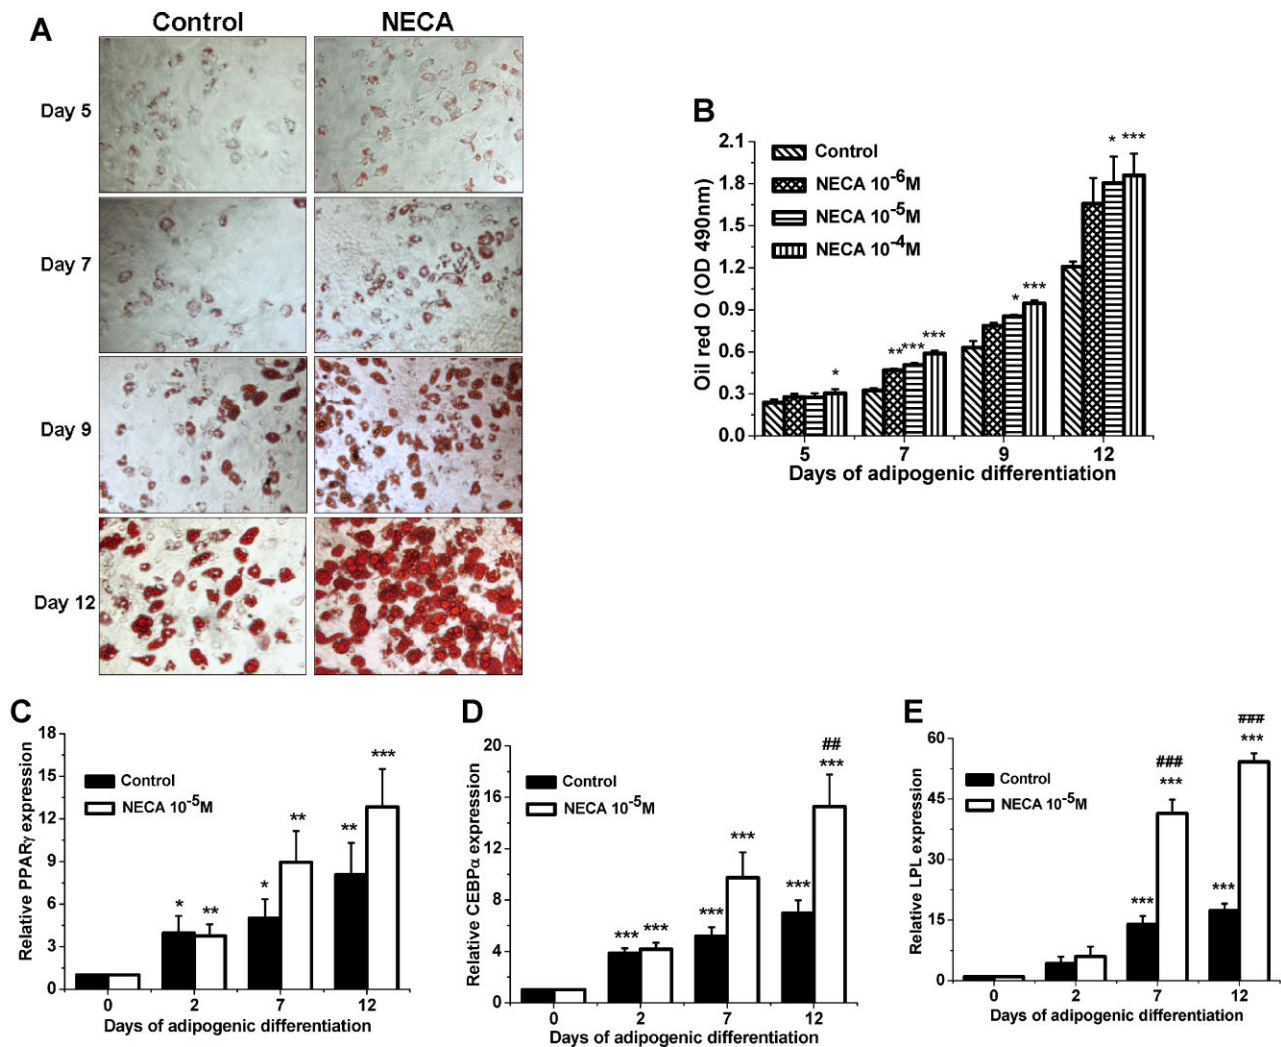 A
Control NECA
Day 5
Day 7
Day 9
Day 12
B
Oil red O (OD 490nm)
2.1
1.8
1.5
1.2
0.9
0.6
0.3
0.0
Control
NECA 10⁻⁶M
NECA 10⁻⁵M
NECA 10⁻⁴M
*
** *** ***
* ***
* ***
5 7 9 12
Days of adipogenic differentiation
C
Relative PPARγ expression
18
15
12
9
6
3
0
Control
NECA 10⁻⁵M
* **
* **
** ***
0 2 7 12
Days of adipogenic differentiation
D
Relative CEBPα expression
20
16
12
8
4
0
Control
NECA 10⁻⁵M
*** ***
*** ***
##
*** ***
0 2 7 12
Days of adipogenic differentiation
E
Relative LPL expression
60
45
30
15
0
Control
NECA 10⁻⁵M
###
*** ***
###
*** ***
0 2 7 12
Days of adipogenic differentiation